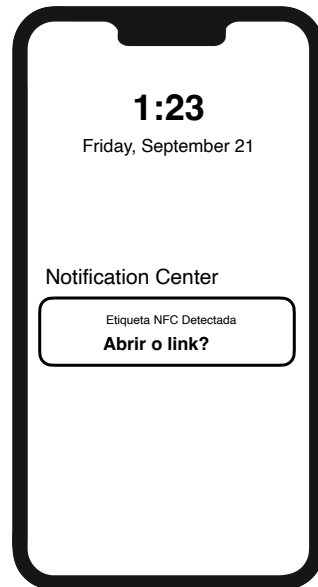 1:23
Friday, September 21
Notification Center
Etiqueta NFC Detectada
Abrir o link?